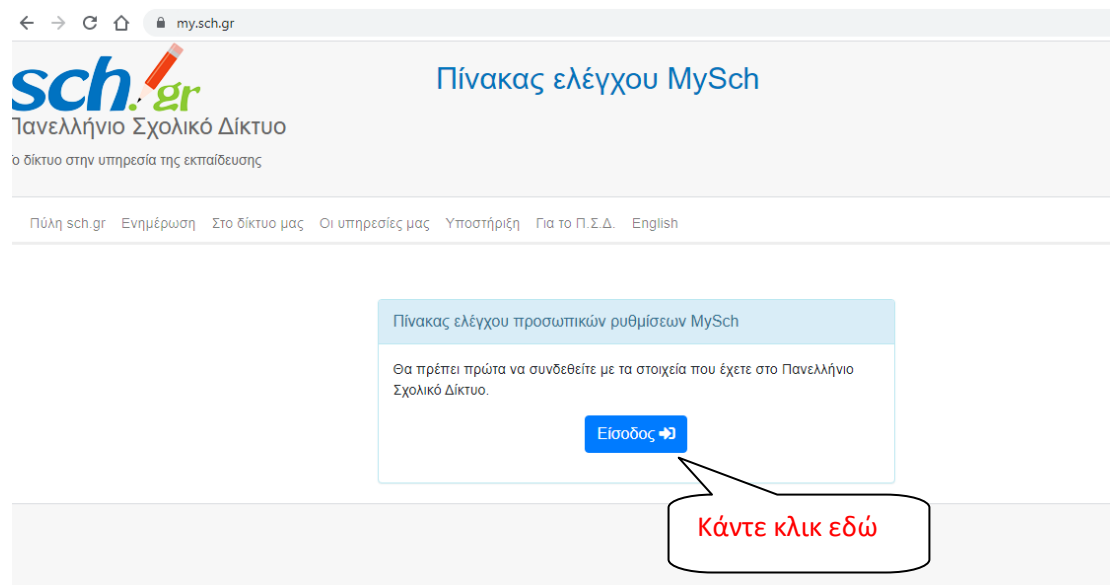 my.sch.gr
sch.gr
Πίνακας ελέγχου MySch
Πανελλήνιο Σχολικό Δίκτυο
Το δίκτυο στην υπηρεσία της εκπαίδευσης
Πύλη sch.gr Ενημέρωση Στο δίκτυο μας Οι υπηρεσίες μας Υποστήριξη Για το Π.Σ.Δ. English
Πίνακας ελέγχου προσωπικών ρυθμίσεων MySch
Θα πρέπει πρώτα να συνδεθείτε με τα στοιχεία που έχετε στο Πανελλήνιο
Σχολικό Δίκτυο.
Είσοδος
Κάντε κλικ εδώ